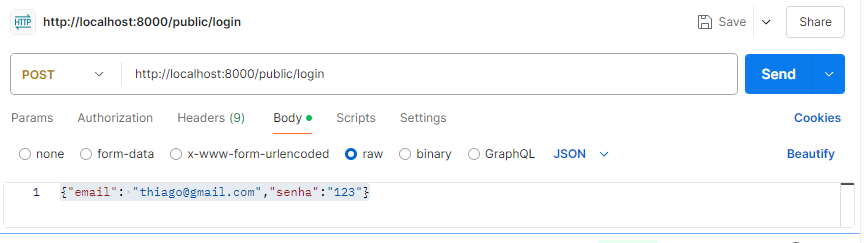 HTTP http://localhost:8000/public/login Save Share
POST http://localhost:8000/public/login Send
Params Authorization Headers (9) Body Scripts Settings Cookies
none form-data x-www-form-urlencoded raw binary GraphQL JSON Beautify
1 {"email": "thiago@gmail.com","senha":"123"}